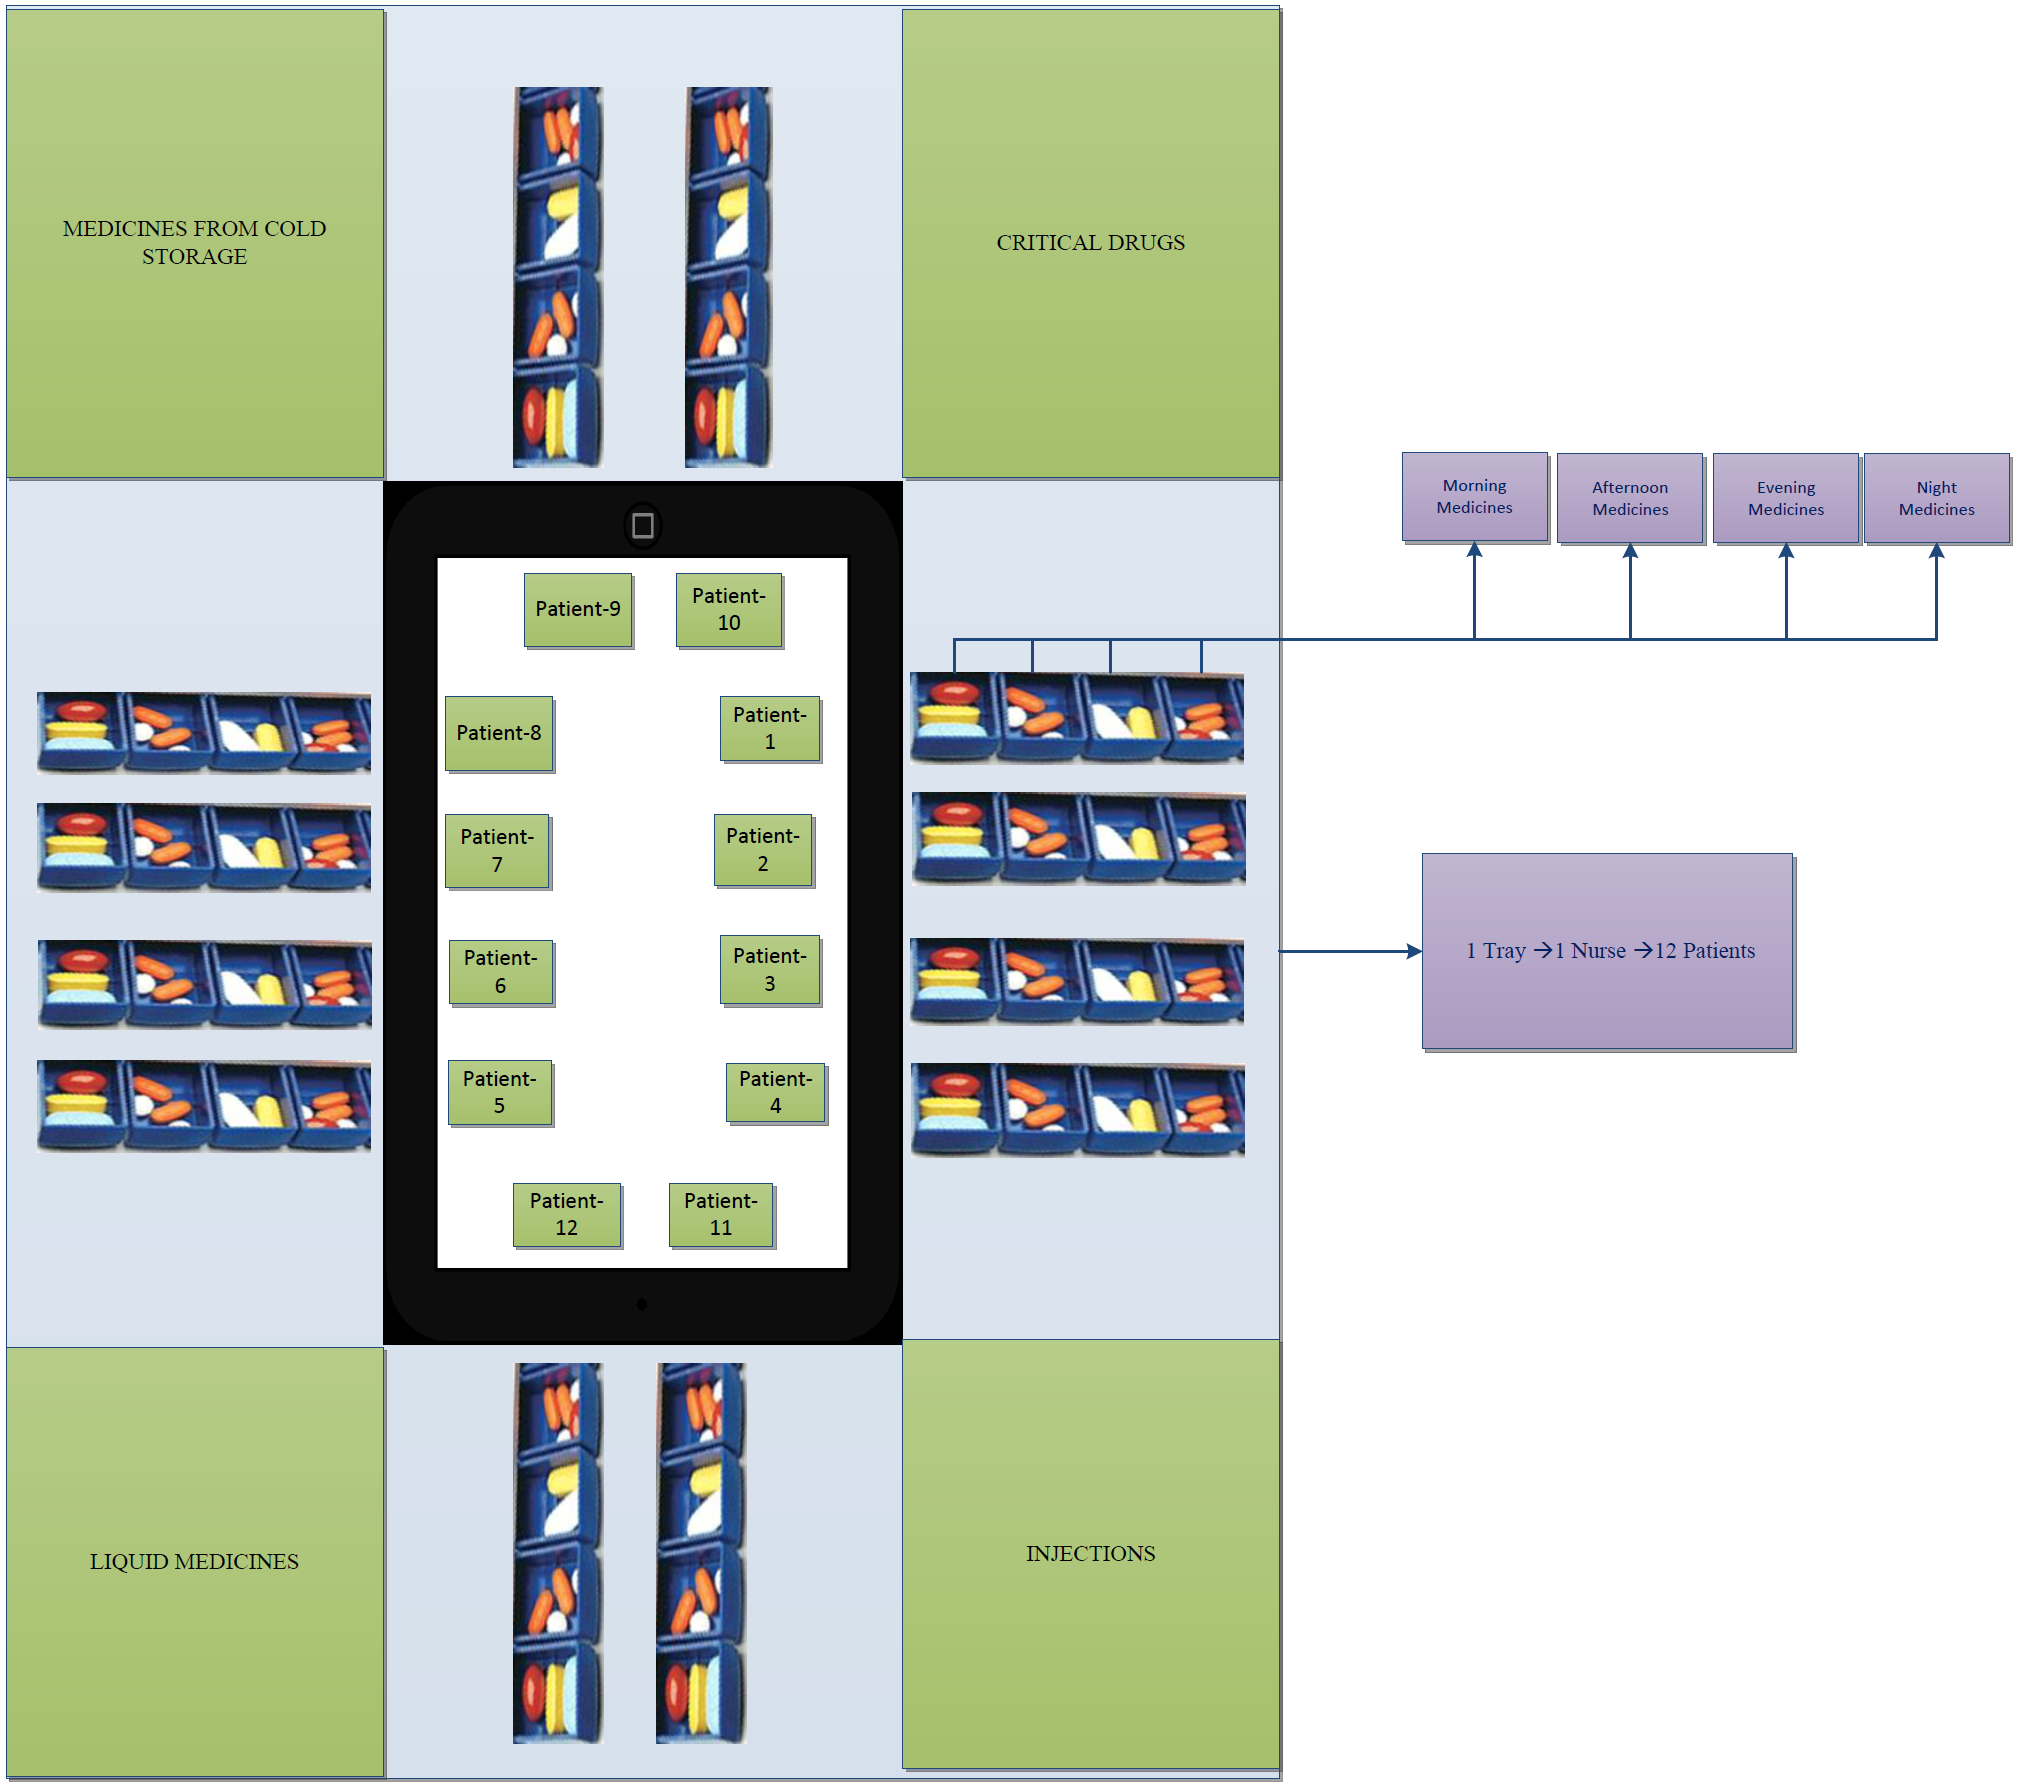 MEDICINES FROM COLD
STORAGE
CRITICAL DRUGS
Morning
Medicines
Afternoon
Medicines
Evening
Medicines
Night
Medicines
Patient-9
Patient-
10
Patient-8
Patient-
1
Patient-
7
Patient-
2
Patient-
6
Patient-
3
1 Tray →1 Nurse →12 Patients
Patient-
5
Patient-
4
Patient-
12
Patient-
11
LIQUID MEDICINES
INJECTIONS